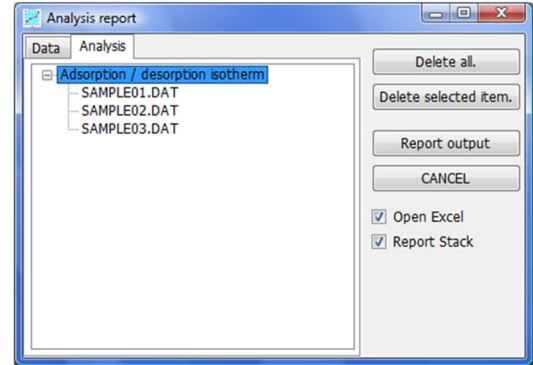 Analysis report
Data Analysis
Adsorption / desorption isotherm
SAMPLE01.DAT
SAMPLE02.DAT
SAMPLE03.DAT
Delete all.
Delete selected item.
Report output
CANCEL
Open Excel
Report Stack